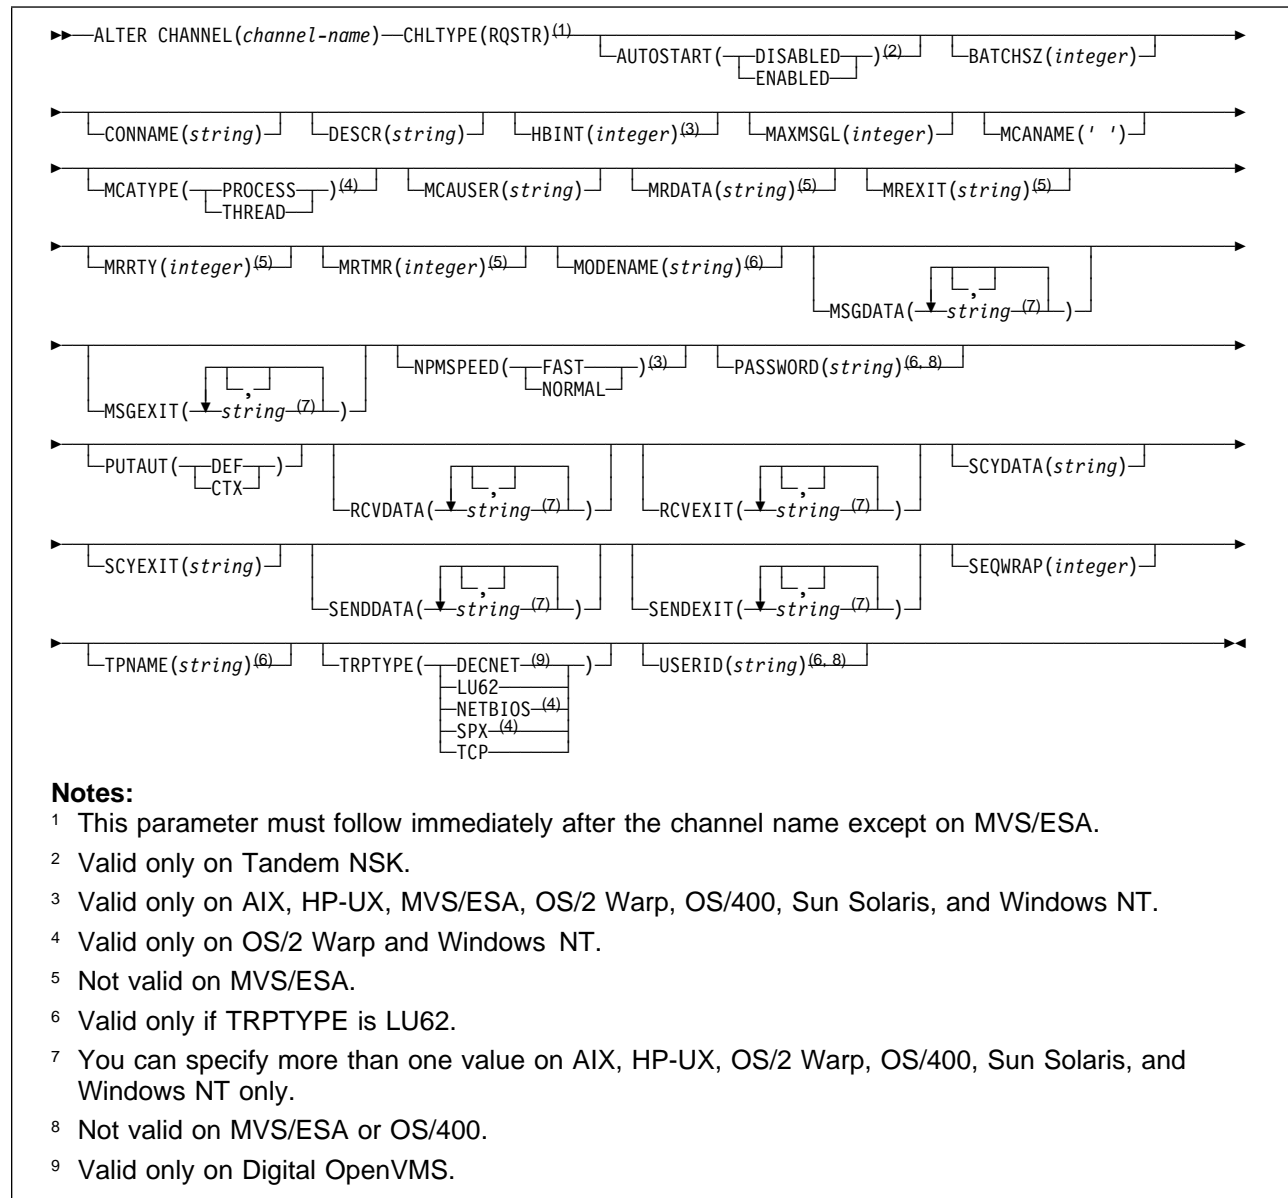 ALTER CHANNEL(channel-name) CHLTYPE(RQSTR) (1)
AUTOSTART( DISABLED ) (2) BATCHSZ(integer)
ENABLED
CONNAME(string) DESCR(string) HBINT(integer) (3) MAXMSGL(integer) MCANAME(' ')
MCATYPE( PROCESS ) (4) MCAUSER(string) MRDATA(string) (5) MREXIT(string) (5)
THREAD
MRRTY(integer) (5) MRTMR(integer) (5) MODENAME(string) (6)
,
MSGDATA( string (7) )
NPMSPEED( FAST ) (3) PASSWORD(string) (6, 8)
, NORMAL
MSGEXIT( string (7) )
PUTAUT( DEF ) SCYDATA(string)
CTX , ,
RCVDATA( string (7) ) RCVEXIT( string (7) )
SCYEXIT(string) SEQWRAP(integer)
, ,
SENDDATA( string (7) ) SENDEXIT( string (7) )
TPNAME(string) (6) TRPTYPE( DECNET (9) ) USERID(string) (6, 8)
LU62
NETBIOS (4)
SPX (4)
TCP
Notes:
1 This parameter must follow immediately after the channel name except on MVS/ESA.
2 Valid only on Tandem NSK.
3 Valid only on AIX, HP-UX, MVS/ESA, OS/2 Warp, OS/400, Sun Solaris, and Windows NT.
4 Valid only on OS/2 Warp and Windows NT.
5 Not valid on MVS/ESA.
6 Valid only if TRPTYPE is LU62.
7 You can specify more than one value on AIX, HP-UX, OS/2 Warp, OS/400, Sun Solaris, and
Windows NT only.
8 Not valid on MVS/ESA or OS/400.
9 Valid only on Digital OpenVMS.